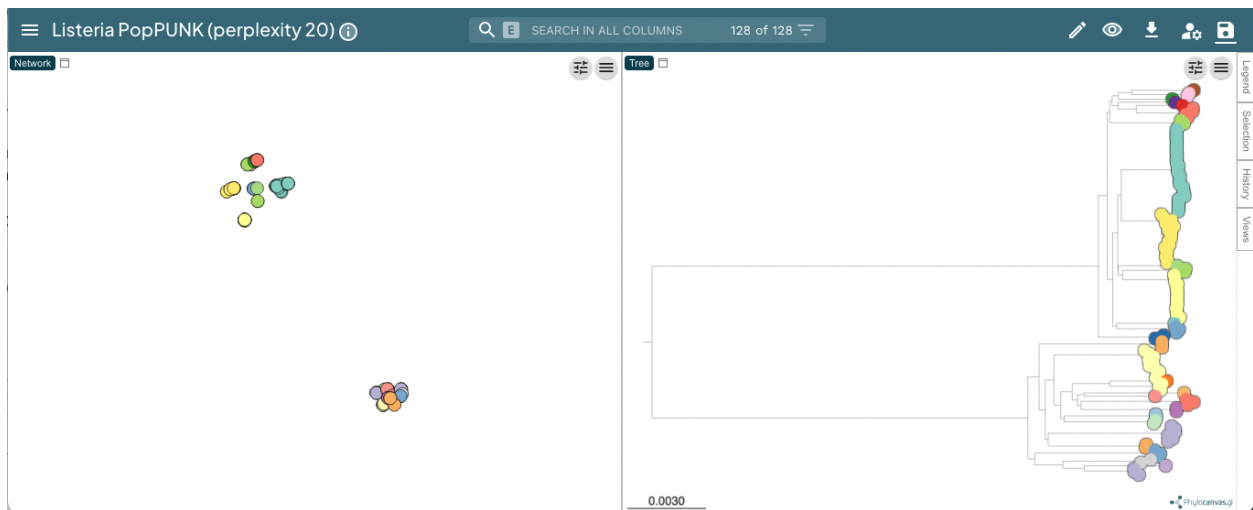 Listeria PopPUNK (perplexity 20)
E SEARCH IN ALL COLUMNS 128 of 128
Network
Tree
Legend
Selection
History
Views
0.0030
Phylocanvas.gl